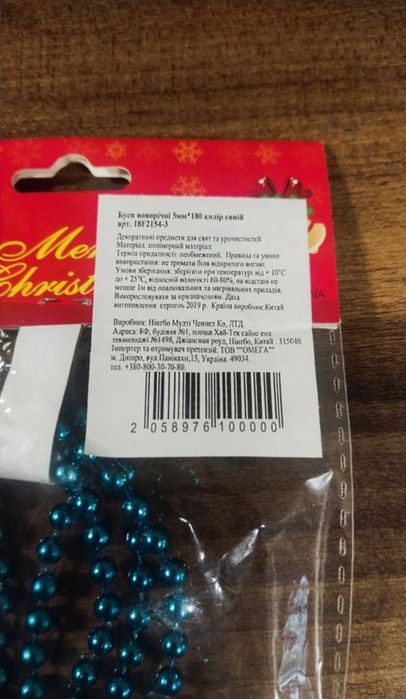 Merry
Christmas
Буси новорічні 5мм*180 колір синій
арт. 18F2154-3
Декоративні предмети для свят та урочистостей
Матеріал: полімерний матеріал.
Термін придатності: необмежений. Правила та умови
використання: не тромати біля відкритого вогню.
Умови зберігання: зберігати при температурі від + 10°C
до + 25°C, відносній вологості 60-80%, на відстані не
менше 1м від опалювальних та нагрівальних приладів.
Використовувати за призначенням. Дата
виготовлення: серпень 2019 р. Країна виробник:Китай.
Виробник: Нінгбо Мулті Ченнел Ко, ЛТД.
Адреса: 8Ф, будівля №1, площа Хай-Тек сайнс енд
текноложі №1498, Джіангнан роуд, Нінгбо, Китай . 315040.
Імпортер та отримувач претензій: ТОВ ""ОМЕГА""
м. Дніпро, вул Панікахи,15, Україна. 49034.
тел. +380-800-30-70-80.
2 058976 100000